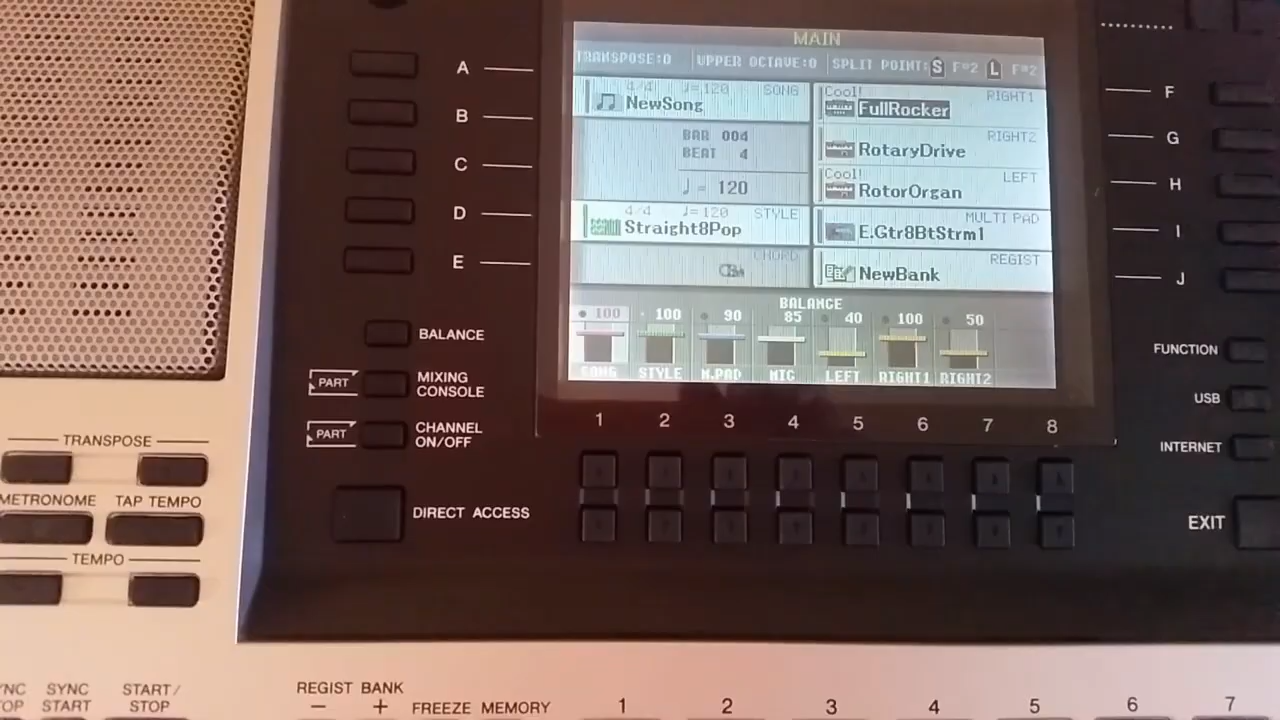 MAIN
TRANSPOSE:0 UPPER OCTAVE:0 SPLIT POINT: S F#2 L F#2
4/4 ♩=120 SONG
NewSong
BAR 004
BEAT 4
♩= 120
4/4 ♩=120 STYLE
Straight8Pop
CHORD
Cool! RIGHT1
FullRocker
RIGHT2
RotaryDrive
Cool! LEFT
RotorOrgan
MULTI PAD
E.Gtr8BtStrm1
REGIST
NewBank
BALANCE
100 100 90 85 40 100 50
SONG STYLE M.PAD MIC LEFT RIGHT1 RIGHT2
A
B
C
D
E
F
G
H
I
J
BALANCE
PART MIXING
CONSOLE
PART CHANNEL
ON/OFF
DIRECT ACCESS
1 2 3 4 5 6 7 8
FUNCTION
USB
INTERNET
EXIT
TRANSPOSE
METRONOME TAP TEMPO
TEMPO
SYNC
START
START/
STOP
REGIST BANK
− + FREEZE MEMORY 1 2 3 4 5 6 7